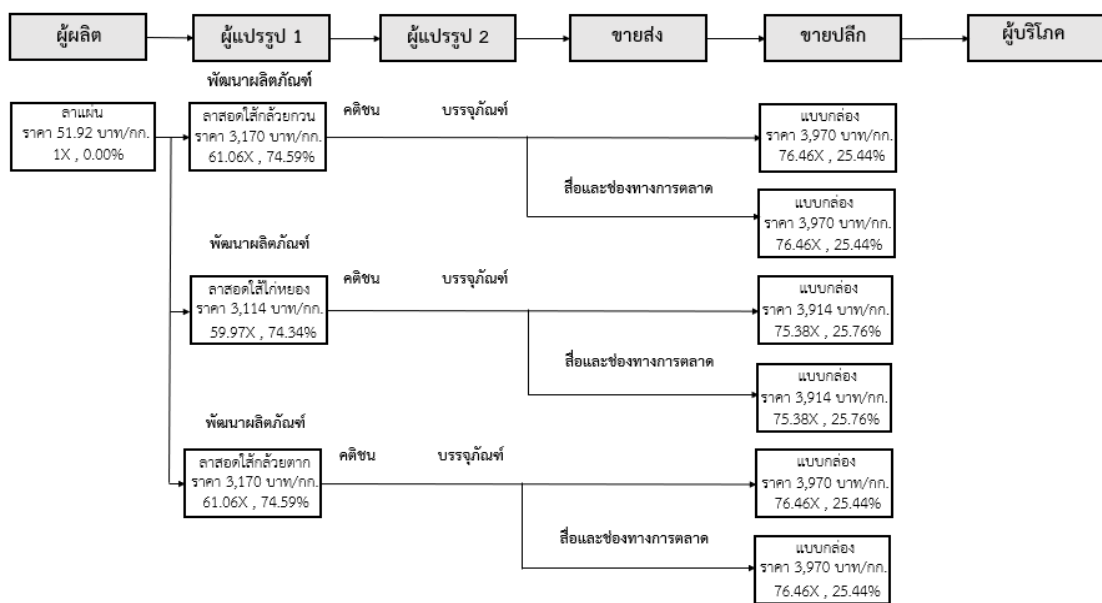 ผู้ผลิต
ผู้แปรรูป 1
ผู้แปรรูป 2
ขายส่ง
ขายปลีก
ผู้บริโภค
พัฒนาผลิตภัณฑ์
ลาแผ่น
ราคา 51.92 บาท/กก.
1X , 0.00%
ลาสอดใส้กล้วยกวน
ราคา 3,170 บาท/กก.
61.06X , 74.59%
คติชน
บรรจุภัณฑ์
แบบกล่อง
ราคา 3,970 บาท/กก.
76.46X , 25.44%
สื่อและช่องทางการตลาด
แบบกล่อง
ราคา 3,970 บาท/กก.
76.46X , 25.44%
พัฒนาผลิตภัณฑ์
ลาสอดใส้ไก่หยอง
ราคา 3,114 บาท/กก.
59.97X , 74.34%
คติชน
บรรจุภัณฑ์
แบบกล่อง
ราคา 3,914 บาท/กก.
75.38X , 25.76%
สื่อและช่องทางการตลาด
แบบกล่อง
ราคา 3,914 บาท/กก.
75.38X , 25.76%
พัฒนาผลิตภัณฑ์
ลาสอดใส้กล้วยตาก
ราคา 3,170 บาท/กก.
61.06X , 74.59%
คติชน
บรรจุภัณฑ์
แบบกล่อง
ราคา 3,970 บาท/กก.
76.46X , 25.44%
สื่อและช่องทางการตลาด
แบบกล่อง
ราคา 3,970 บาท/กก.
76.46X , 25.44%